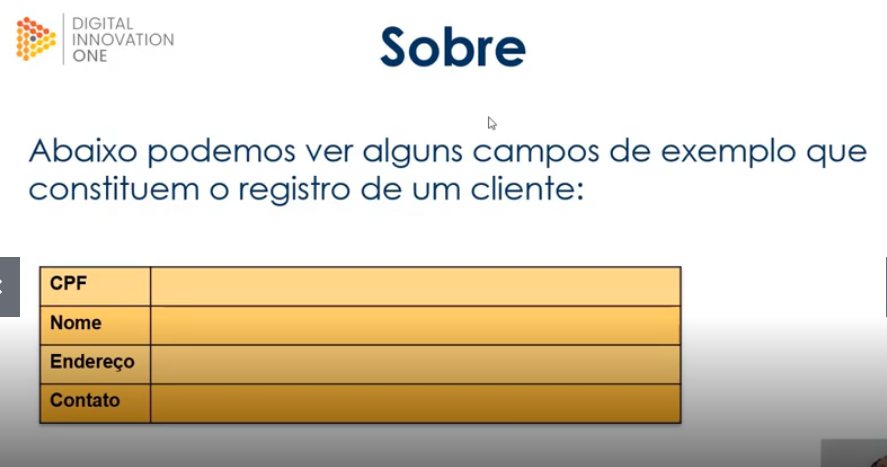 DIGITAL
INNOVATION
ONE
Sobre
Abaixo podemos ver alguns campos de exemplo que
constituem o registro de um cliente:
CPF
Nome
Endereço
Contato